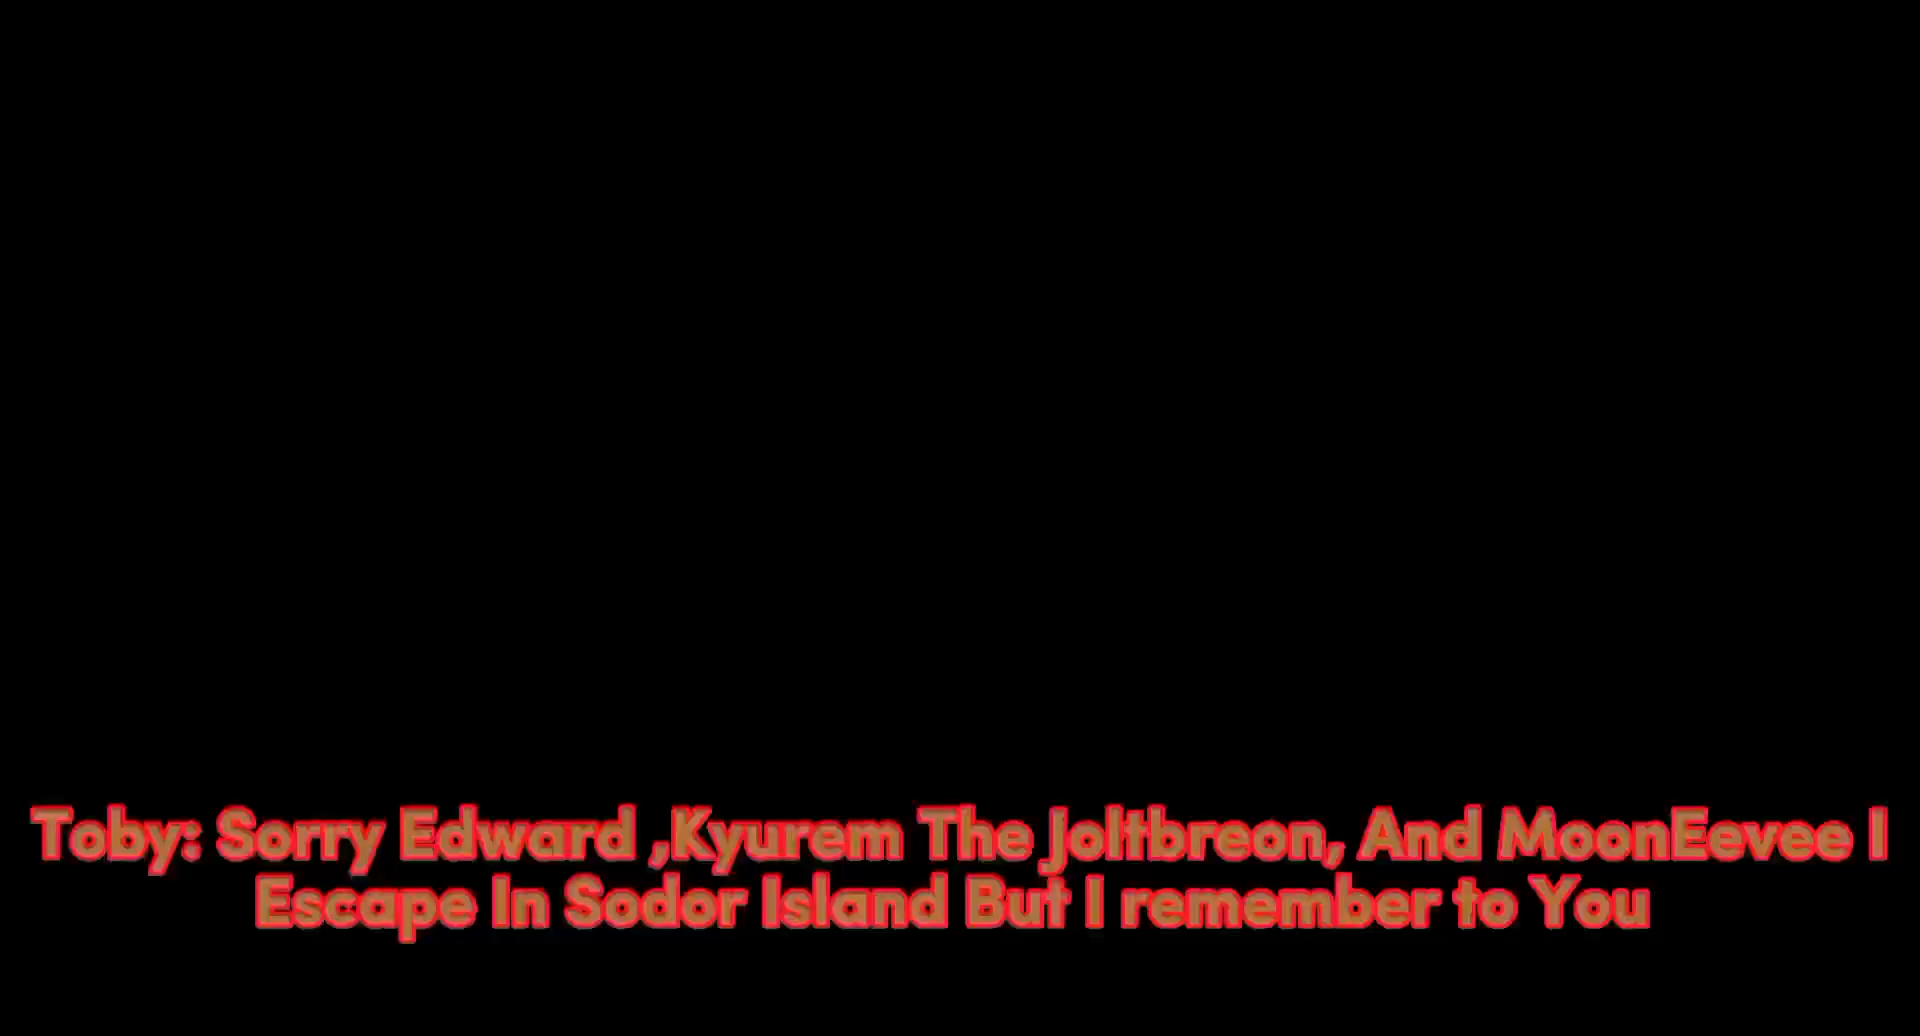 Toby: Sorry Edward ,Kyurem The Joltbreon, And MoonEevee I
Escape In Sodor Island But I remember to You